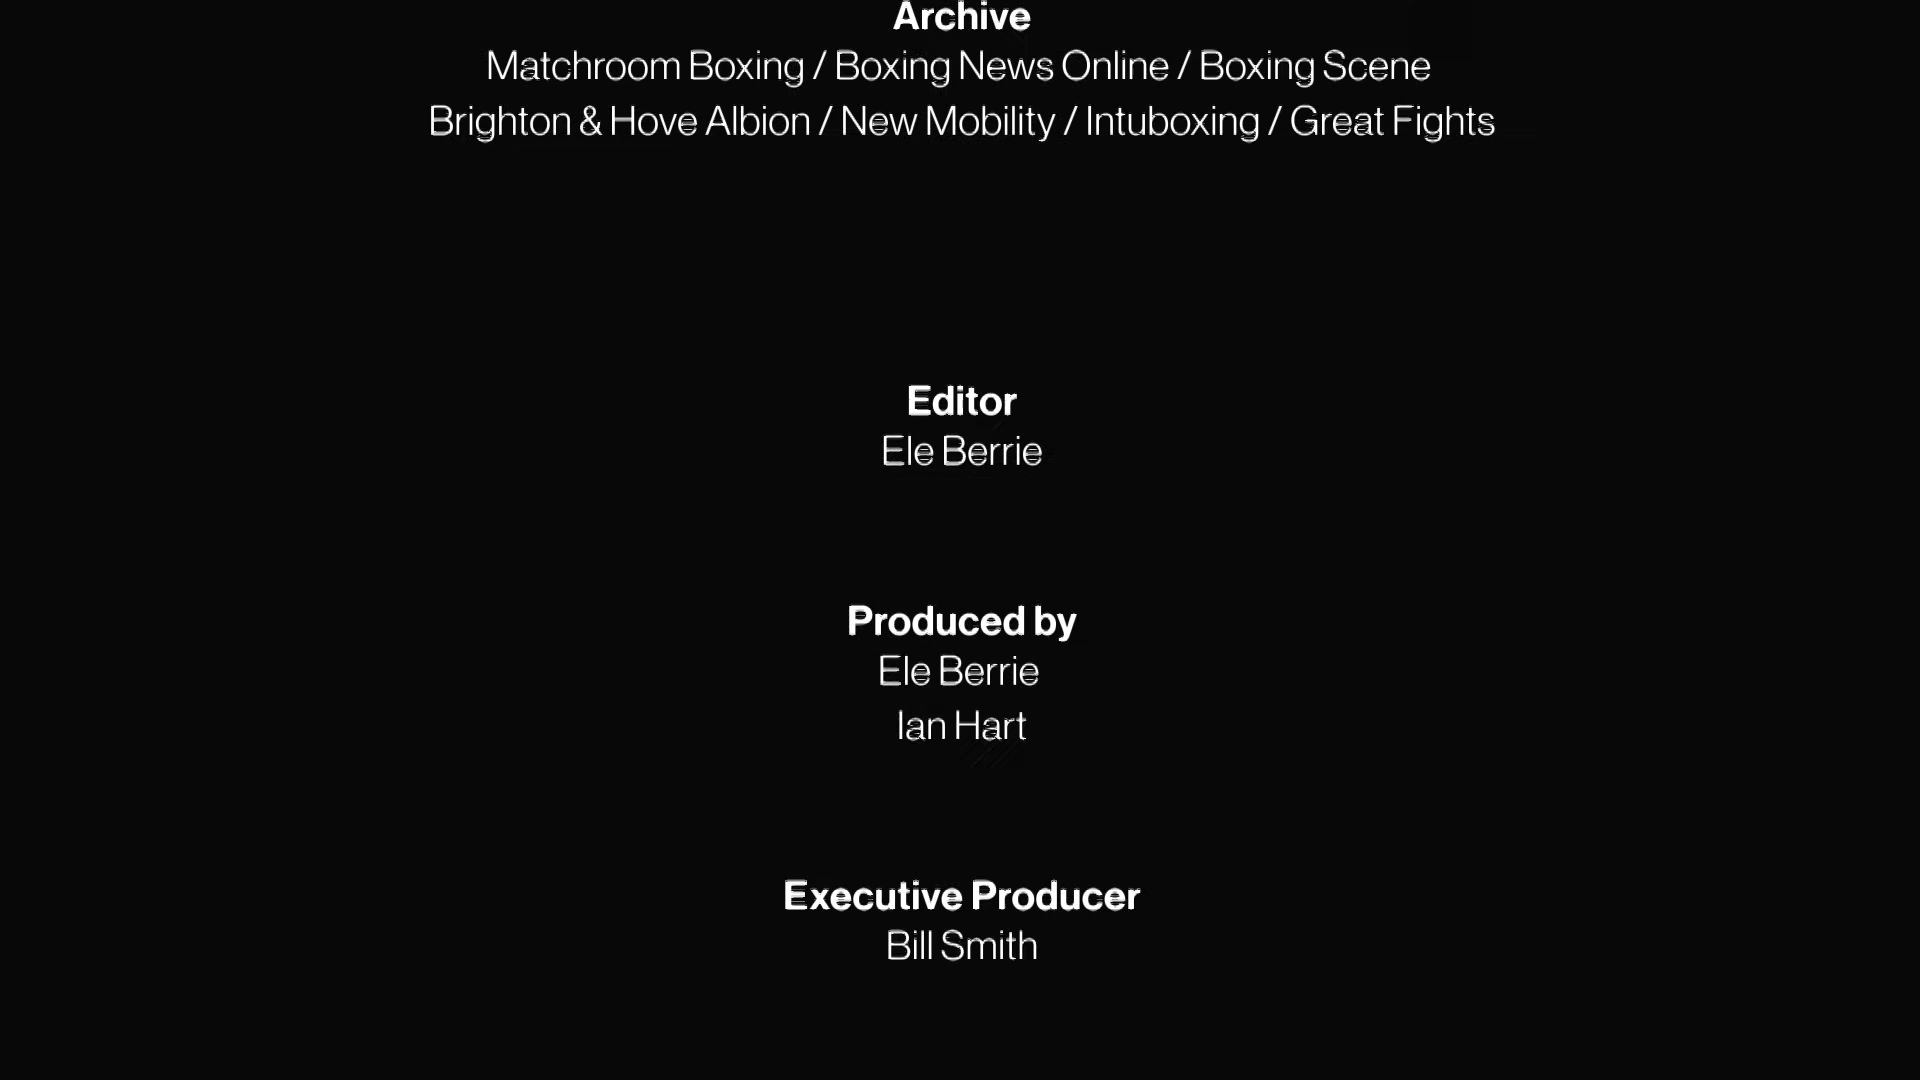 Archive
Matchroom Boxing / Boxing News Online / Boxing Scene
Brighton & Hove Albion / New Mobility / Intuboxing / Great Fights
Editor
Ele Berrie
Produced by
Ele Berrie
Ian Hart
Executive Producer
Bill Smith